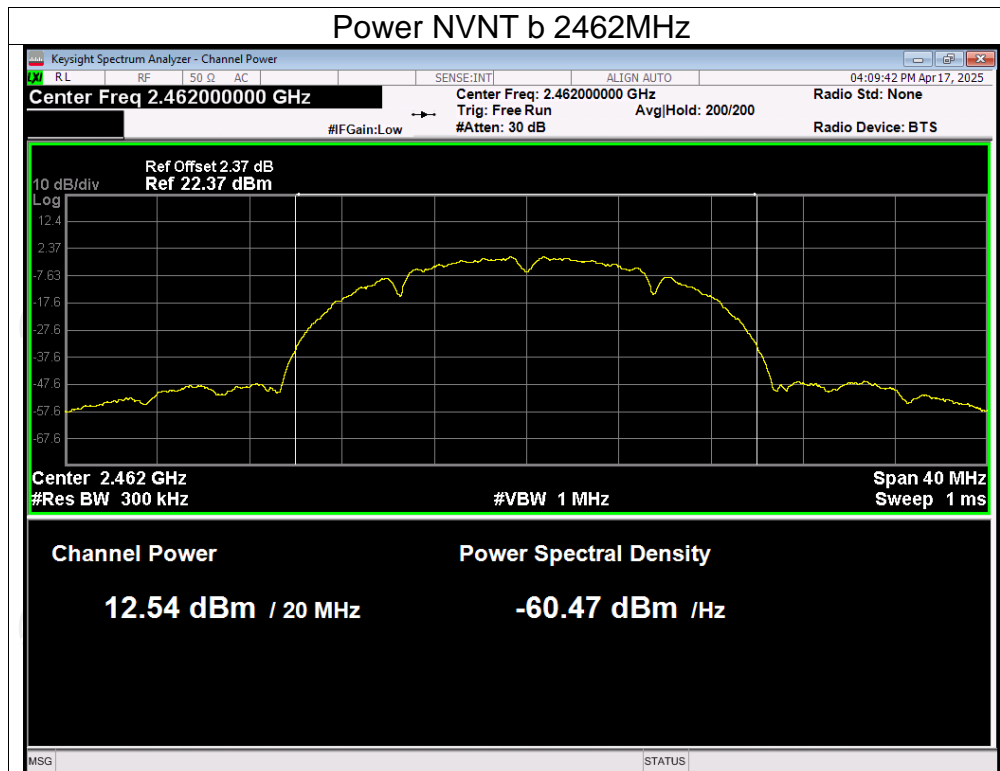 Power NVNT b 2462MHz
Keysight Spectrum Analyzer - Channel Power
LXI RL RF 50 Ω AC SENSE:INT ALIGN AUTO 04:09:42 PM Apr 17, 2025
Center Freq 2.462000000 GHz Center Freq: 2.462000000 GHz Radio Std: None
Trig: Free Run Avg|Hold: 200/200
#IFGain:Low #Atten: 30 dB Radio Device: BTS
Ref Offset 2.37 dB
10 dB/div Ref 22.37 dBm
Log
12.4
2.37
-7.63
-17.6
-27.6
-37.6
-47.6
-57.6
-67.6
Center 2.462 GHz Span 40 MHz
#Res BW 300 kHz #VBW 1 MHz Sweep 1 ms
Channel Power Power Spectral Density
12.54 dBm / 20 MHz -60.47 dBm /Hz
MSG STATUS